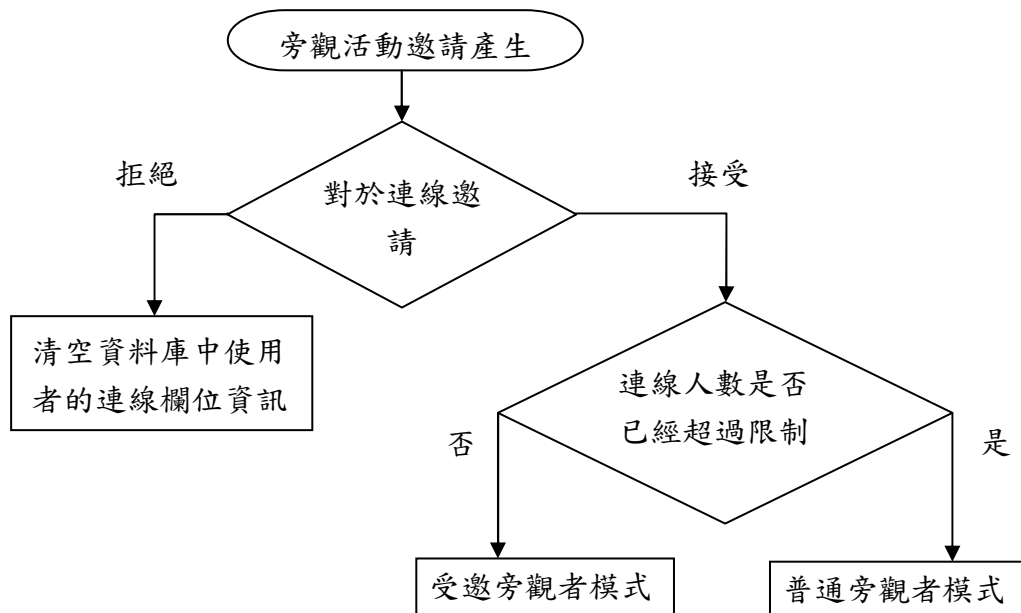 旁觀活動邀請產生
拒絕
接受
對於連線邀
請
清空資料庫中使用
者的連線欄位資訊
連線人數是否
已經超過限制
否
是
受邀旁觀者模式
普通旁觀者模式